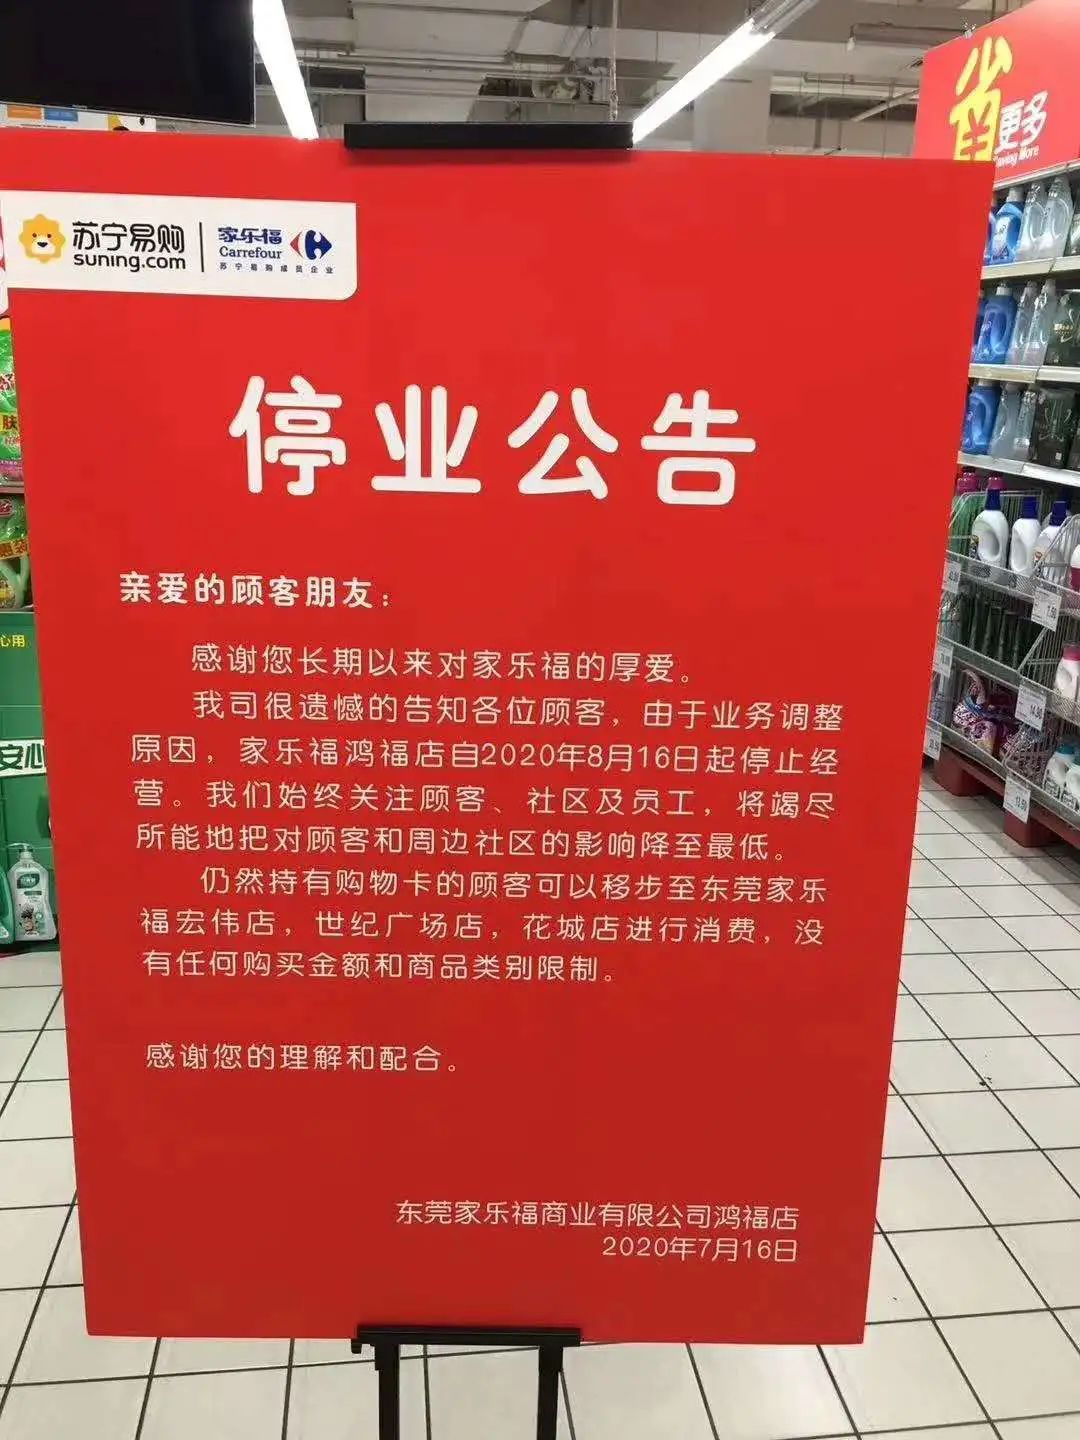 省更多
Saving More
苏宁易购
suning.com
家乐福
Carrefour
苏宁易购成员企业
停业公告
亲爱的顾客朋友：
感谢您长期以来对家乐福的厚爱。
我司很遗憾的告知各位顾客，由于业务调整
原因，家乐福鸿福店自2020年8月16日起停止经
营。我们始终关注顾客、社区及员工，将竭尽
所能地把对顾客和周边社区的影响降至最低。
仍然持有购物卡的顾客可以移步至东莞家乐
福宏伟店，世纪广场店，花城店进行消费，没
有任何购买金额和商品类别限制。
感谢您的理解和配合。
东莞家乐福商业有限公司鸿福店
2020年7月16日
心用
安心